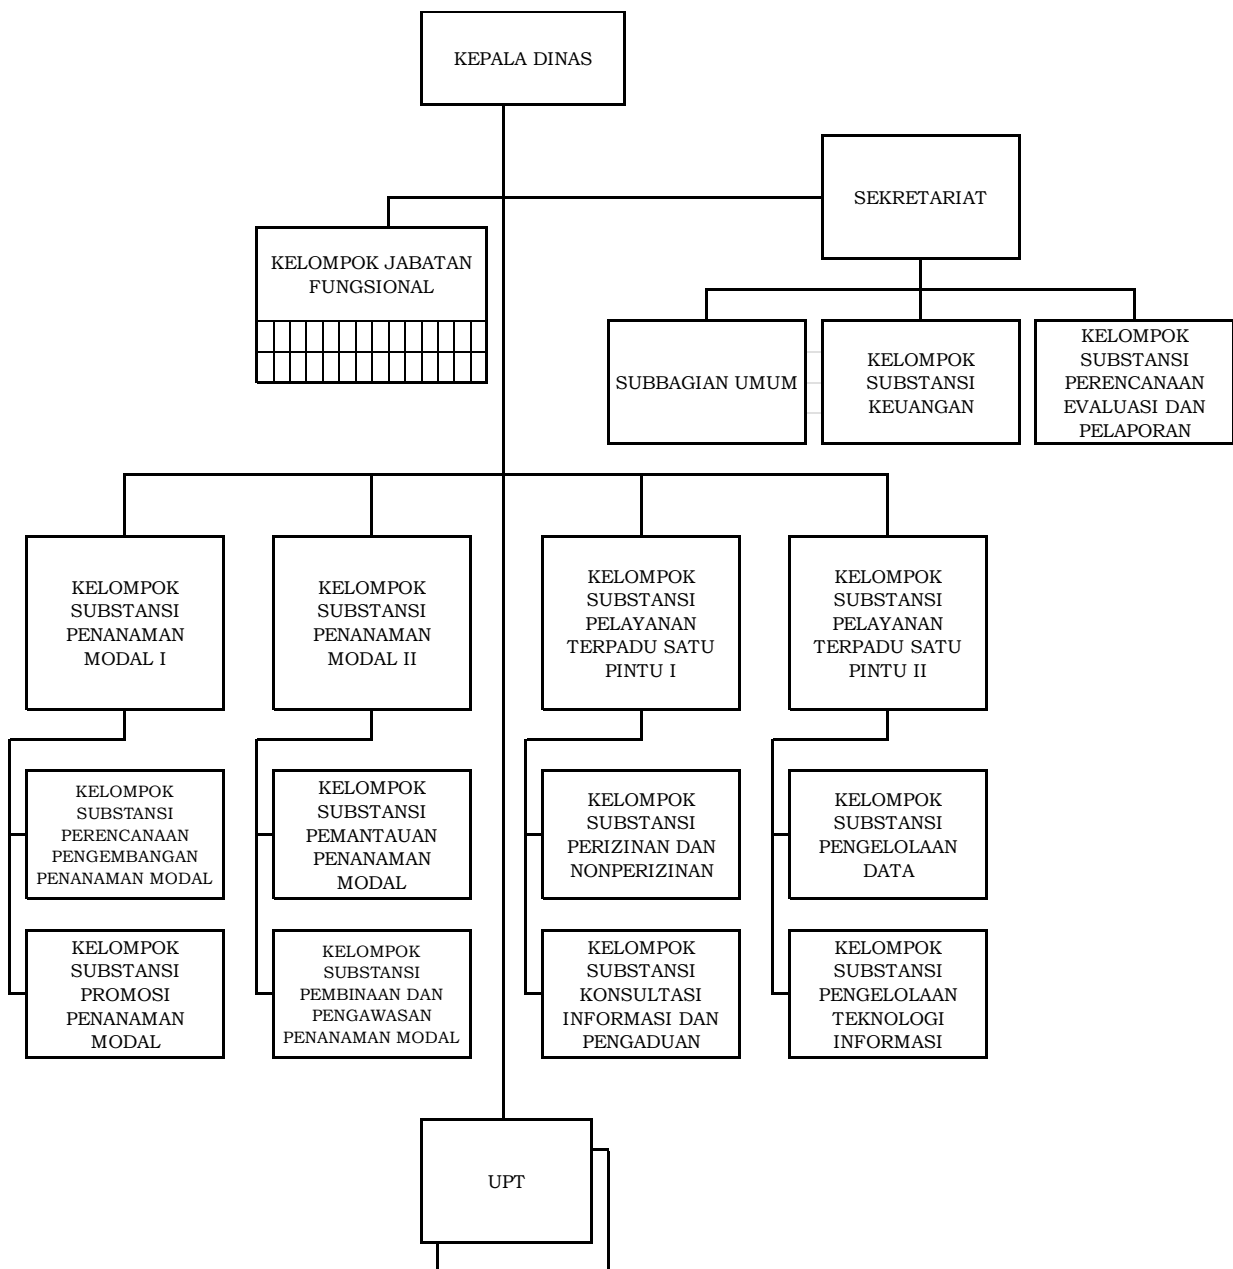 KEPALA DINAS
SEKRETARIAT
KELOMPOK JABATAN
FUNGSIONAL
SUBBAGIAN UMUM
KELOMPOK
SUBSTANSI
KEUANGAN
KELOMPOK
SUBSTANSI
PERENCANAAN
EVALUASI DAN
PELAPORAN
KELOMPOK
SUBSTANSI
PENANAMAN
MODAL I
KELOMPOK
SUBSTANSI
PENANAMAN
MODAL II
KELOMPOK
SUBSTANSI
PELAYANAN
TERPADU SATU
PINTU I
KELOMPOK
SUBSTANSI
PELAYANAN
TERPADU SATU
PINTU II
KELOMPOK
SUBSTANSI
PERENCANAAN
PENGEMBANGAN
PENANAMAN MODAL
KELOMPOK
SUBSTANSI
PEMANTAUAN
PENANAMAN
MODAL
KELOMPOK
SUBSTANSI
PERIZINAN DAN
NONPERIZINAN
KELOMPOK
SUBSTANSI
PENGELOLAAN
DATA
KELOMPOK
SUBSTANSI
PROMOSI
PENANAMAN
MODAL
KELOMPOK
SUBSTANSI
PEMBINAAN DAN
PENGAWASAN
PENANAMAN MODAL
KELOMPOK
SUBSTANSI
KONSULTASI
INFORMASI DAN
PENGADUAN
KELOMPOK
SUBSTANSI
PENGELOLAAN
TEKNOLOGI
INFORMASI
UPT